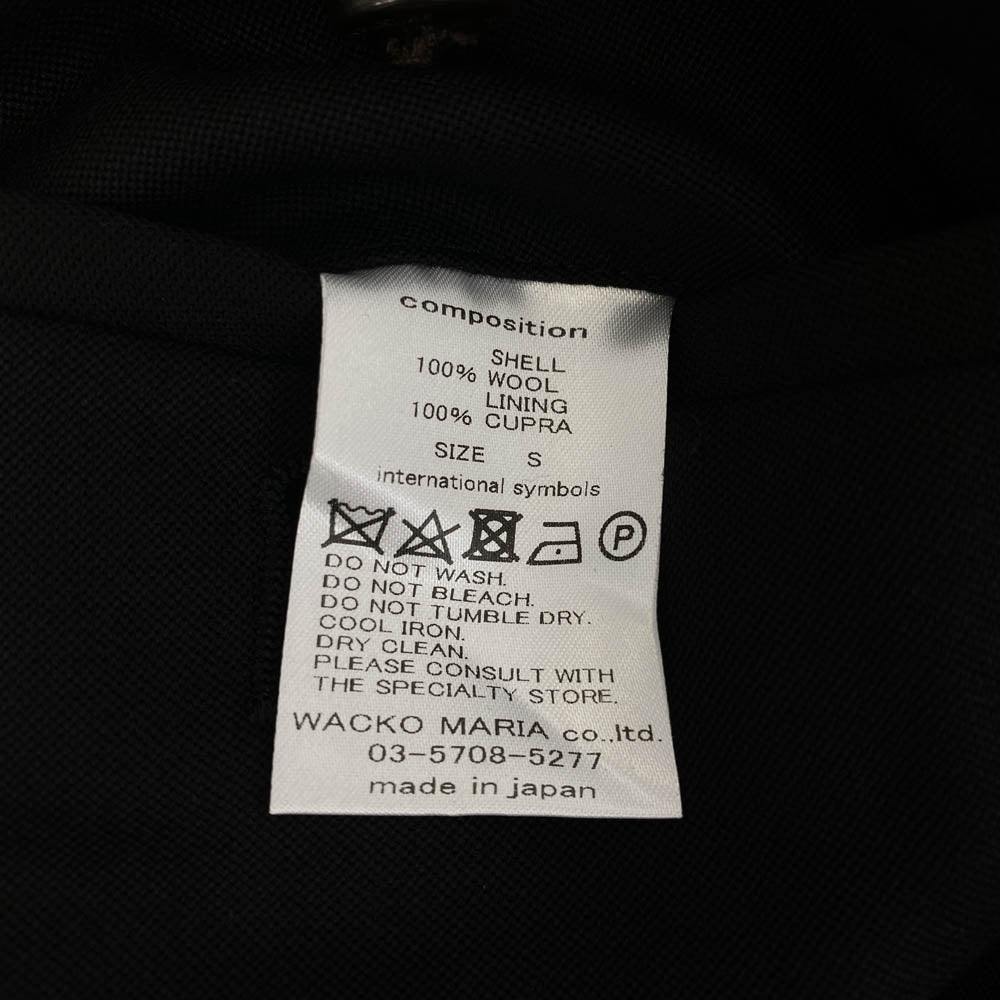 composition
SHELL
100% WOOL
LINING
100% CUPRA
SIZE S
international symbols
P
DO NOT WASH.
DO NOT BLEACH.
DO NOT TUMBLE DRY.
COOL IRON.
DRY CLEAN.
PLEASE CONSULT WITH
THE SPECIALTY STORE.
WACKO MARIA co.,ltd.
03-5708-5277
made in japan